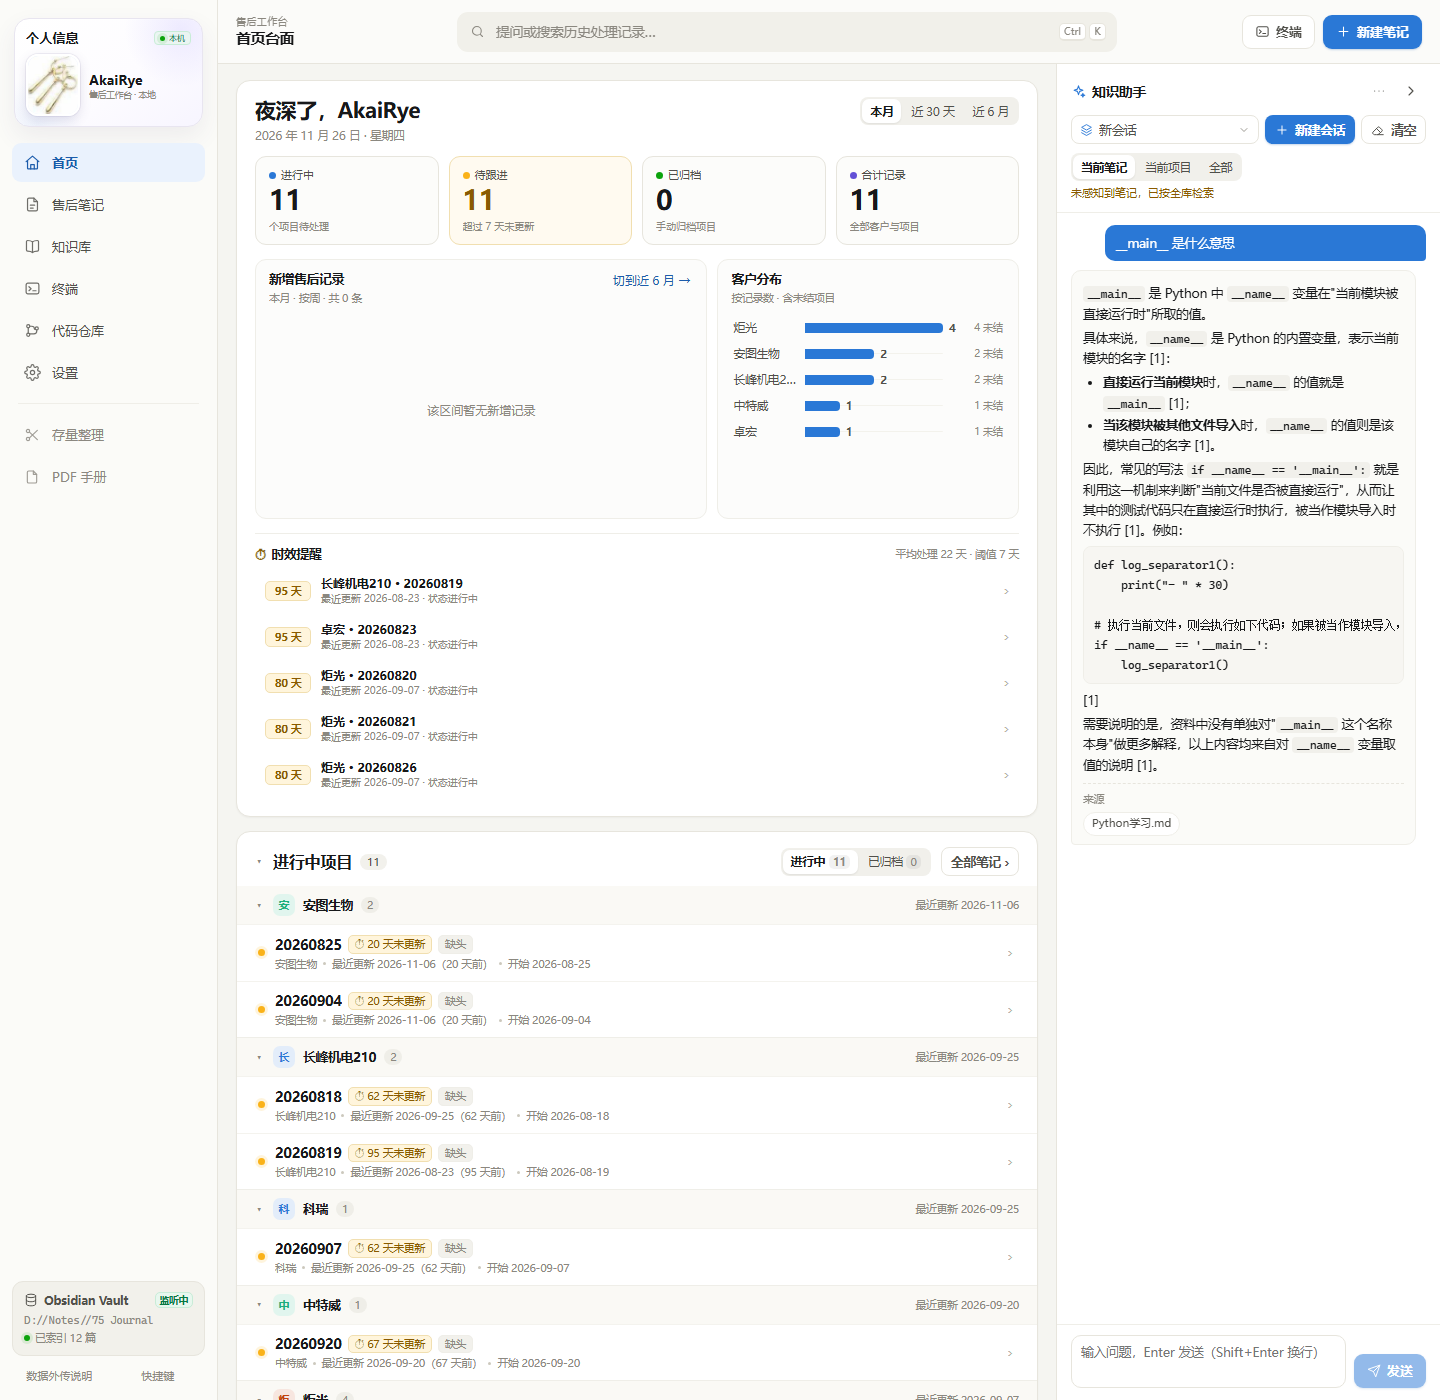 个人信息
本机
AkaiRye
售后工作台 · 本地
首页
售后笔记
知识库
终端
代码仓库
设置
存量整理
PDF 手册
Obsidian Vault
监听中
D://Notes//75 Journal
已索引 12 篇
数据外传说明
快捷键
售后工作台
首页台面
提问或搜索历史处理记录...
Ctrl K
终端
新建笔记
夜深了，AkaiRye
2026 年 11 月 26 日 · 星期四
本月 近 30 天 近 6 月
进行中
11
个项目待处理
待跟进
11
超过 7 天未更新
已归档
0
手动归档项目
合计记录
11
全部客户与项目
新增售后记录
切到近 6 月 →
本月 · 按周 · 共 0 条
该区间暂无新增记录
客户分布
按记录数 · 含未结项目
炬光 4 4 未结
安图生物 2 2 未结
长峰机电2... 2 2 未结
中特威 1 1 未结
卓宏 1 1 未结
时效提醒
平均处理 22 天 · 阈值 7 天
95 天
长峰机电210 • 20260819
最近更新 2026-08-23 · 状态进行中
95 天
卓宏 • 20260823
最近更新 2026-08-23 · 状态进行中
80 天
炬光 • 20260820
最近更新 2026-09-07 · 状态进行中
80 天
炬光 • 20260821
最近更新 2026-09-07 · 状态进行中
80 天
炬光 • 20260826
最近更新 2026-09-07 · 状态进行中
进行中项目 11
进行中 11 已归档 0
全部笔记 ›
安 安图生物 2
最近更新 2026-11-06
20260825 20 天未更新 缺头
安图生物 • 最近更新 2026-11-06（20 天前） • 开始 2026-08-25
20260904 20 天未更新 缺头
安图生物 • 最近更新 2026-11-06（20 天前） • 开始 2026-09-04
长 长峰机电210 2
最近更新 2026-09-25
20260818 62 天未更新 缺头
长峰机电210 • 最近更新 2026-09-25（62 天前） • 开始 2026-08-18
20260819 95 天未更新 缺头
长峰机电210 • 最近更新 2026-08-23（95 天前） • 开始 2026-08-19
科 科瑞 1
最近更新 2026-09-25
20260907 62 天未更新 缺头
科瑞 • 最近更新 2026-09-25（62 天前） • 开始 2026-09-07
中 中特威 1
最近更新 2026-09-20
20260920 67 天未更新 缺头
中特威 • 最近更新 2026-09-20（67 天前） • 开始 2026-09-20
炬 炬光 4
最近更新 2026-09-07
知识助手
新会话
新建会话
清空
当前笔记 当前项目 全部
未感知到笔记，已按全库检索
__main__ 是什么意思
__main__ 是 Python 中 __name__ 变量在"当前模块被
直接运行时"所取的值。
具体来说，__name__ 是 Python 的内置变量，表示当前
模块的名字 [1]：
• 直接运行当前模块时，__name__ 的值就是
__main__ [1]；
• 当该模块被其他文件导入时，__name__ 的值则是该
模块自己的名字 [1]。
因此，常见的写法 if __name__ == '__main__': 就是
利用这一机制来判断"当前文件是否被直接运行"，从而让
其中的测试代码只在直接运行时执行，被当作模块导入时
不执行 [1]。例如：
def log_separator1():
print("- " * 30)
# 执行当前文件，则会执行如下代码；如果被当作模块导入，
if __name__ == '__main__':
log_separator1()
[1]
需要说明的是，资料中没有单独对"__main__ 这个名称
本身"做更多解释，以上内容均来自对 __name__ 变量取
值的说明 [1]。
来源
Python学习.md
输入问题，Enter 发送（Shift+Enter 换行）
发送